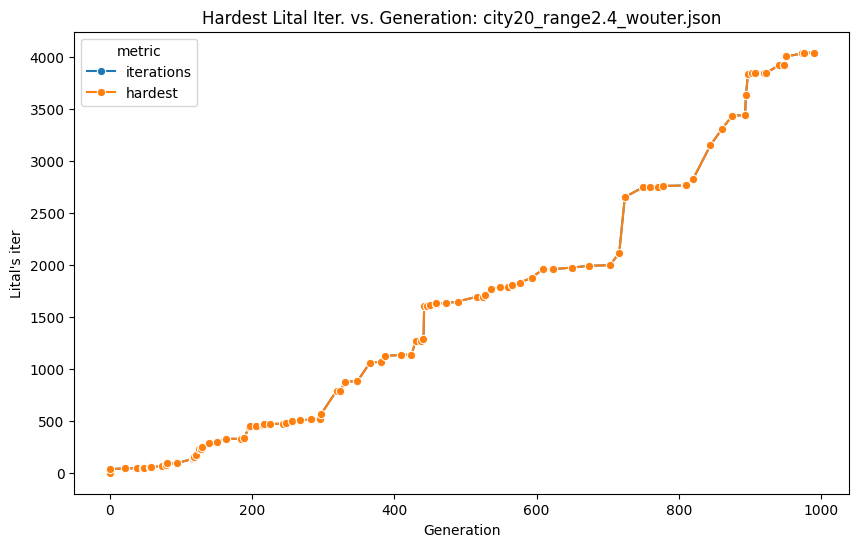 Hardest Lital Iter. vs. Generation: city20_range2.4_wouter.json
metric
iterations
hardest
4000
3500
3000
2500
2000
1500
1000
500
0
Lital's iter
0 200 400 600 800 1000
Generation